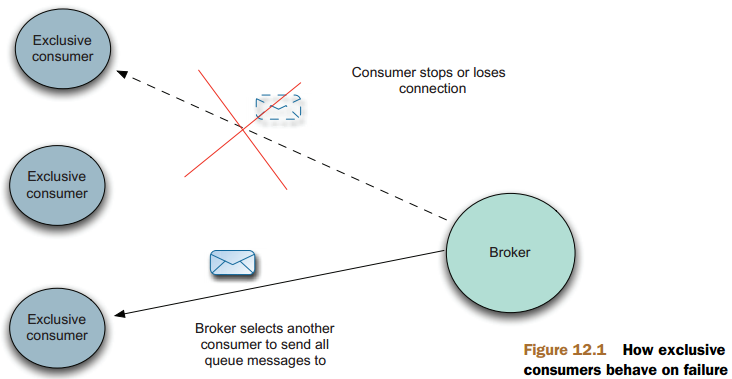 Exclusive
consumer
Consumer stops or loses
connection
Exclusive
consumer
Broker
Exclusive
consumer
Broker selects another
consumer to send all
queue messages to
Figure 12.1 How exclusive
consumers behave on failure